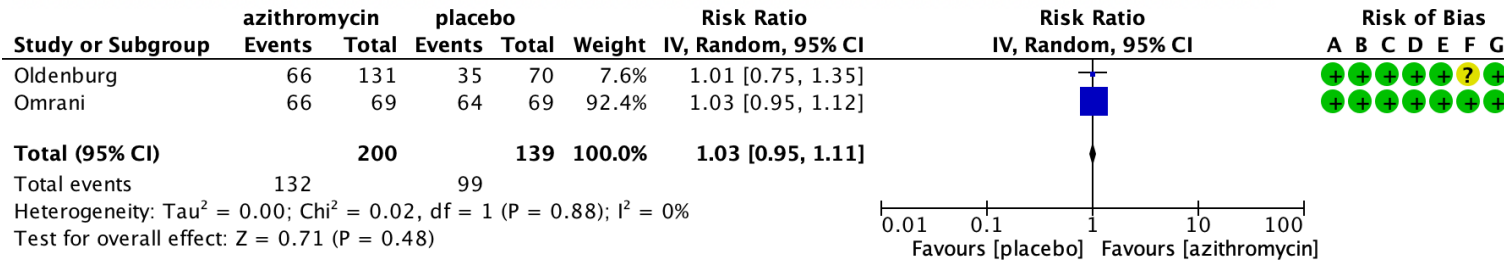 azithromycin placebo Risk Ratio Risk Ratio Risk of Bias
Study or Subgroup Events Total Events Total Weight IV, Random, 95% CI IV, Random, 95% CI A B C D E F G
Oldenburg 66 131 35 70 7.6% 1.01 [0.75, 1.35] + + + + + ? +
Omrani 66 69 64 69 92.4% 1.03 [0.95, 1.12] + + + + + + +
Total (95% CI) 200 139 100.0% 1.03 [0.95, 1.11]
Total events 132 99
Heterogeneity: Tau² = 0.00; Chi² = 0.02, df = 1 (P = 0.88); I² = 0%
Test for overall effect: Z = 0.71 (P = 0.48)
0.01 0.1 1 10 100
Favours [placebo] Favours [azithromycin]